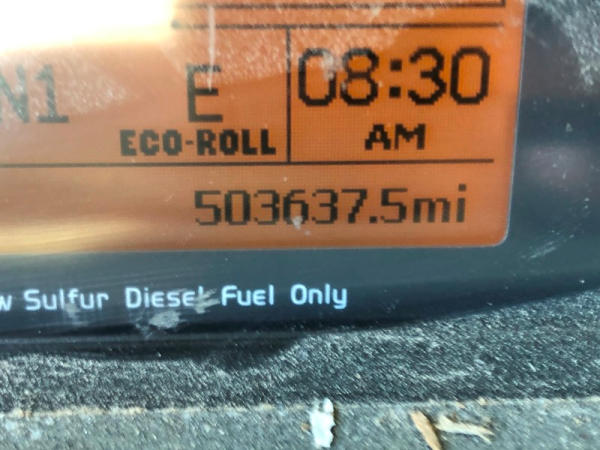 N1 E 08:30
ECO-ROLL AM
503637.5mi
w Sulfur Diesel Fuel Only